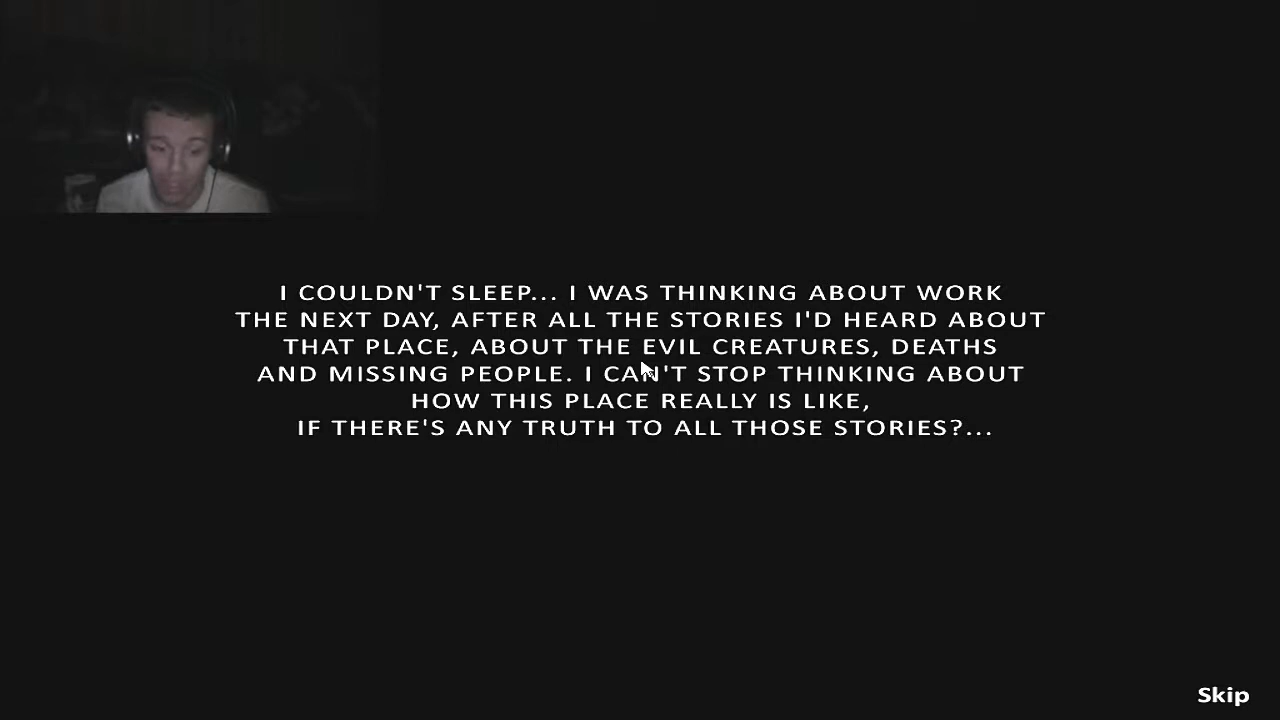 I COULDN'T SLEEP... I WAS THINKING ABOUT WORK
THE NEXT DAY, AFTER ALL THE STORIES I'D HEARD ABOUT
THAT PLACE, ABOUT THE EVIL CREATURES, DEATHS
AND MISSING PEOPLE. I CAN'T STOP THINKING ABOUT
HOW THIS PLACE REALLY IS LIKE,
IF THERE'S ANY TRUTH TO ALL THOSE STORIES?...
Skip